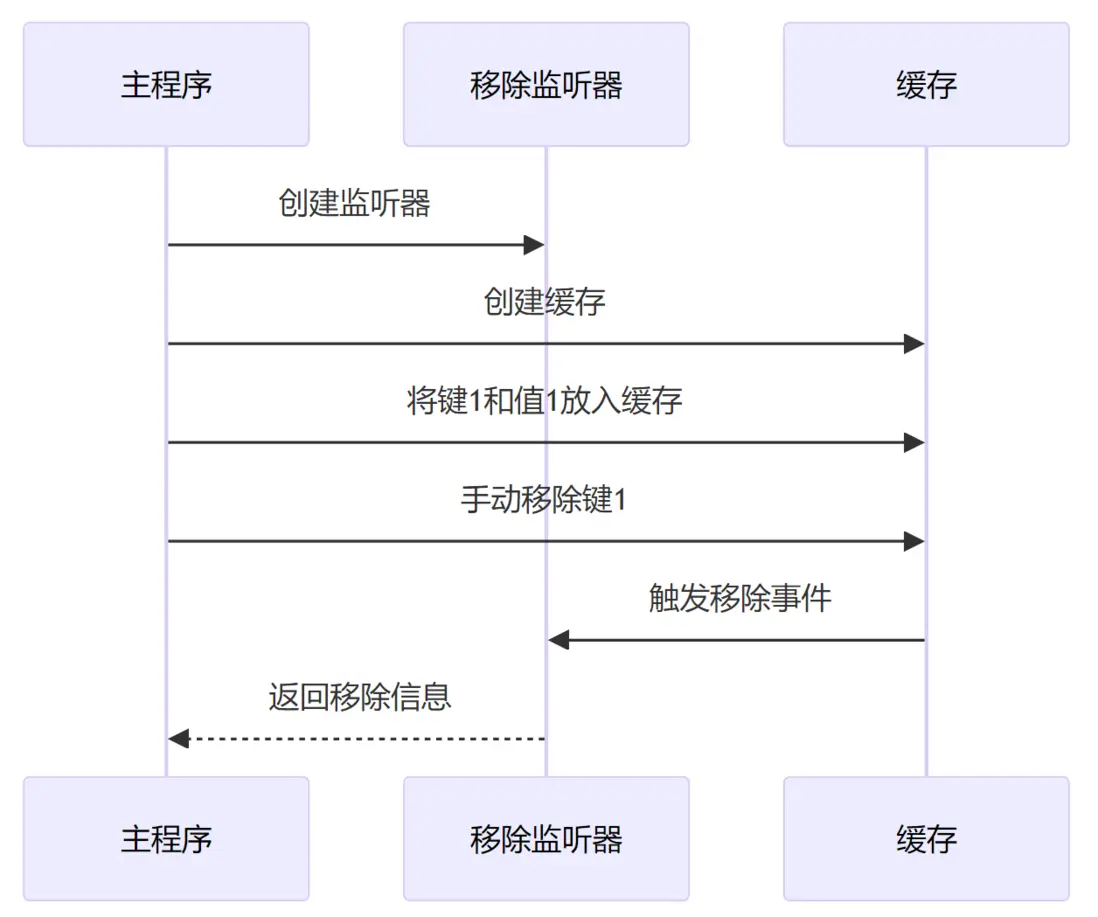 主程序
移除监听器
缓存
创建监听器
创建缓存
将键1和值1放入缓存
手动移除键1
触发移除事件
返回移除信息
主程序
移除监听器
缓存